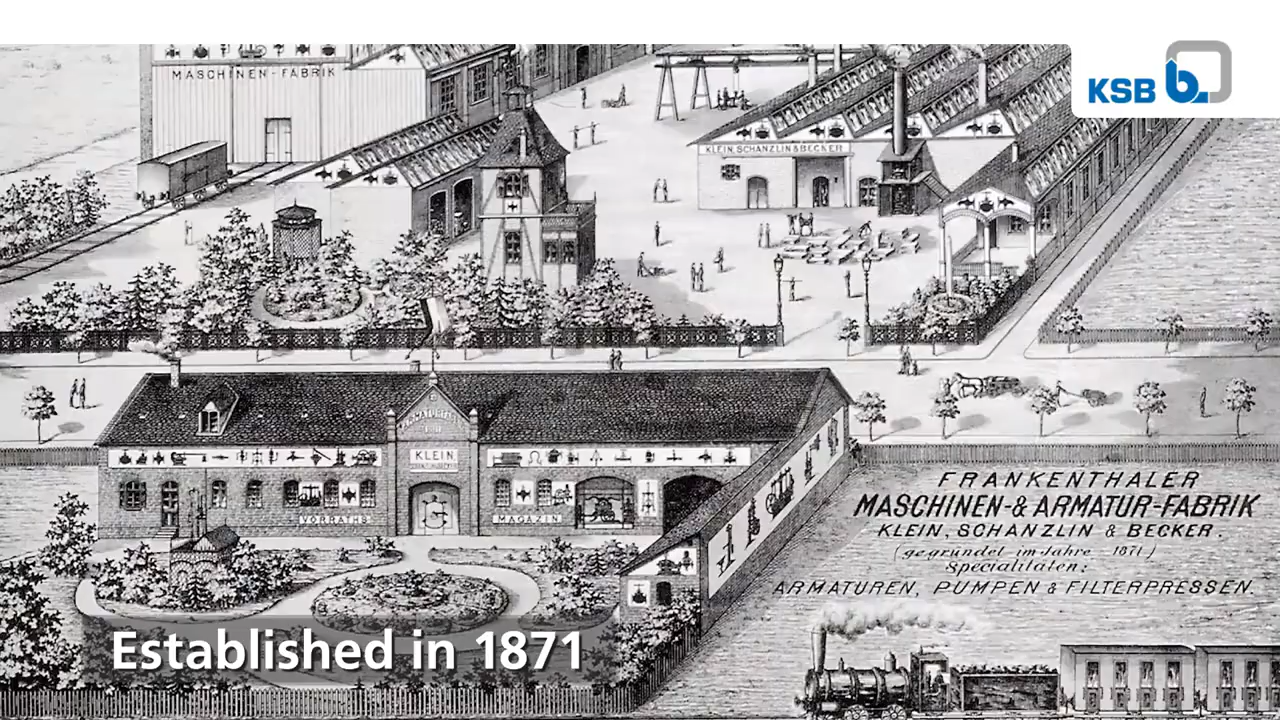 MASCHINEN-FABRIK
KSB b
KLEIN, SCHANZLIN & BECKER
KLEIN
VORRATHS
MAGAZIN
FRANKENTHALER
MASCHINEN-& ARMATUR-FABRIK
KLEIN, SCHANZLIN & BECKER.
(gegründet im Jahre 1871.)
Specialitäten:
ARMATUREN, PUMPEN & FILTERPRESSEN.
Established in 1871